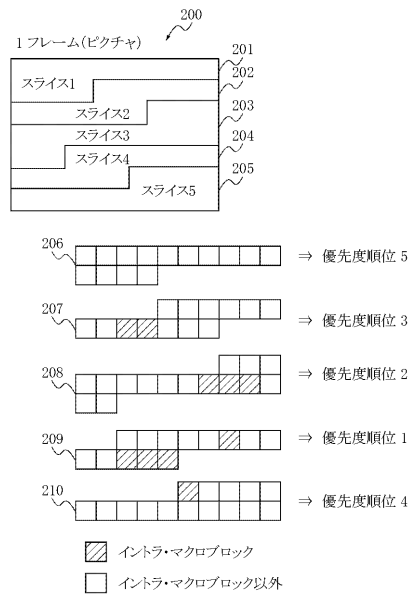 200
1フレーム(ピクチャ)
201
スライス1
202
スライス2
203
スライス3
204
スライス4
205
スライス5
206
⇒ 優先度順位 5
207
⇒ 優先度順位 3
208
⇒ 優先度順位 2
209
⇒ 優先度順位 1
210
⇒ 優先度順位 4
イントラ・マクロブロック
イントラ・マクロブロック以外